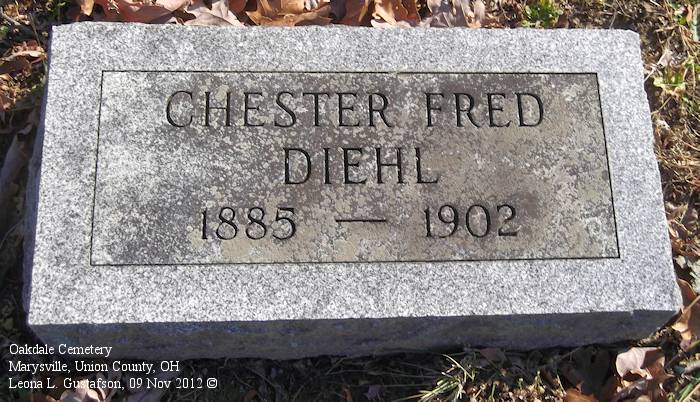 CHESTER FRED
DIEHL
1885 — 1902
Oakdale Cemetery
Marysville, Union County, OH
Leona L. Gustafson, 09 Nov 2012 ©